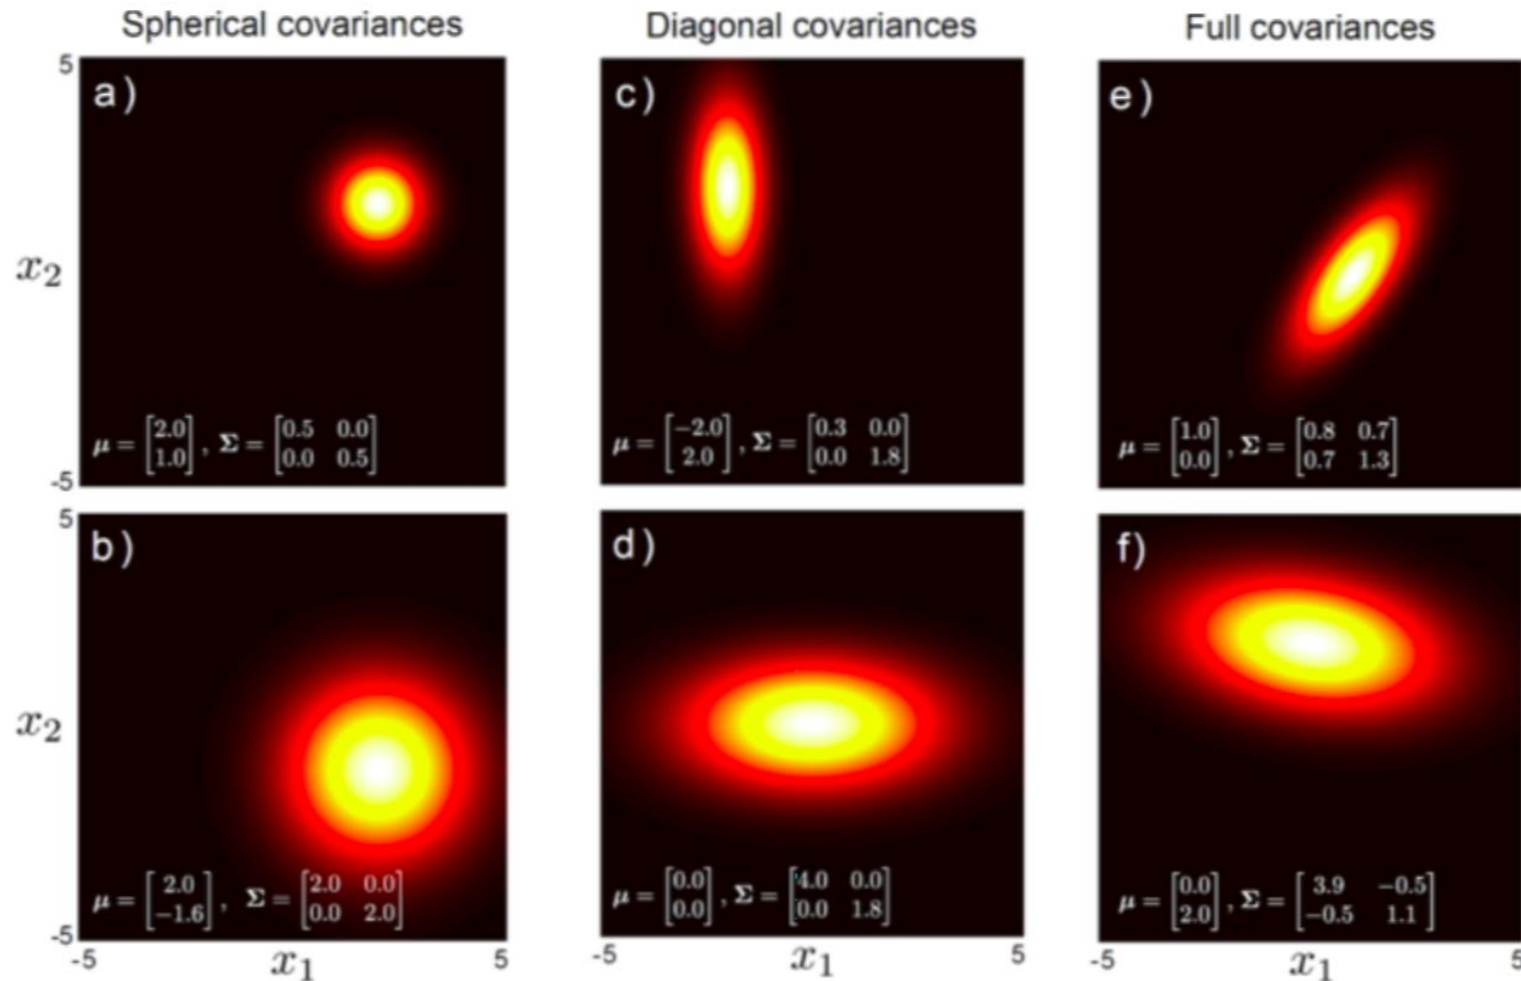 Spherical covariances
Diagonal covariances
Full covariances
5
a)
c)
e)
x₂
μ = [2.0 1.0], Σ = [0.5 0.0 0.0 0.5]
μ = [−2.0 2.0], Σ = [0.3 0.0 0.0 1.8]
μ = [1.0 0.0], Σ = [0.8 0.7 0.7 1.3]
-5
5
b)
d)
f)
x₂
μ = [2.0 −1.6], Σ = [2.0 0.0 0.0 2.0]
μ = [0.0 0.0], Σ = [4.0 0.0 0.0 1.8]
μ = [0.0 2.0], Σ = [3.9 −0.5 −0.5 1.1]
-5
-5 x₁ 5
-5 x₁ 5
-5 x₁ 5